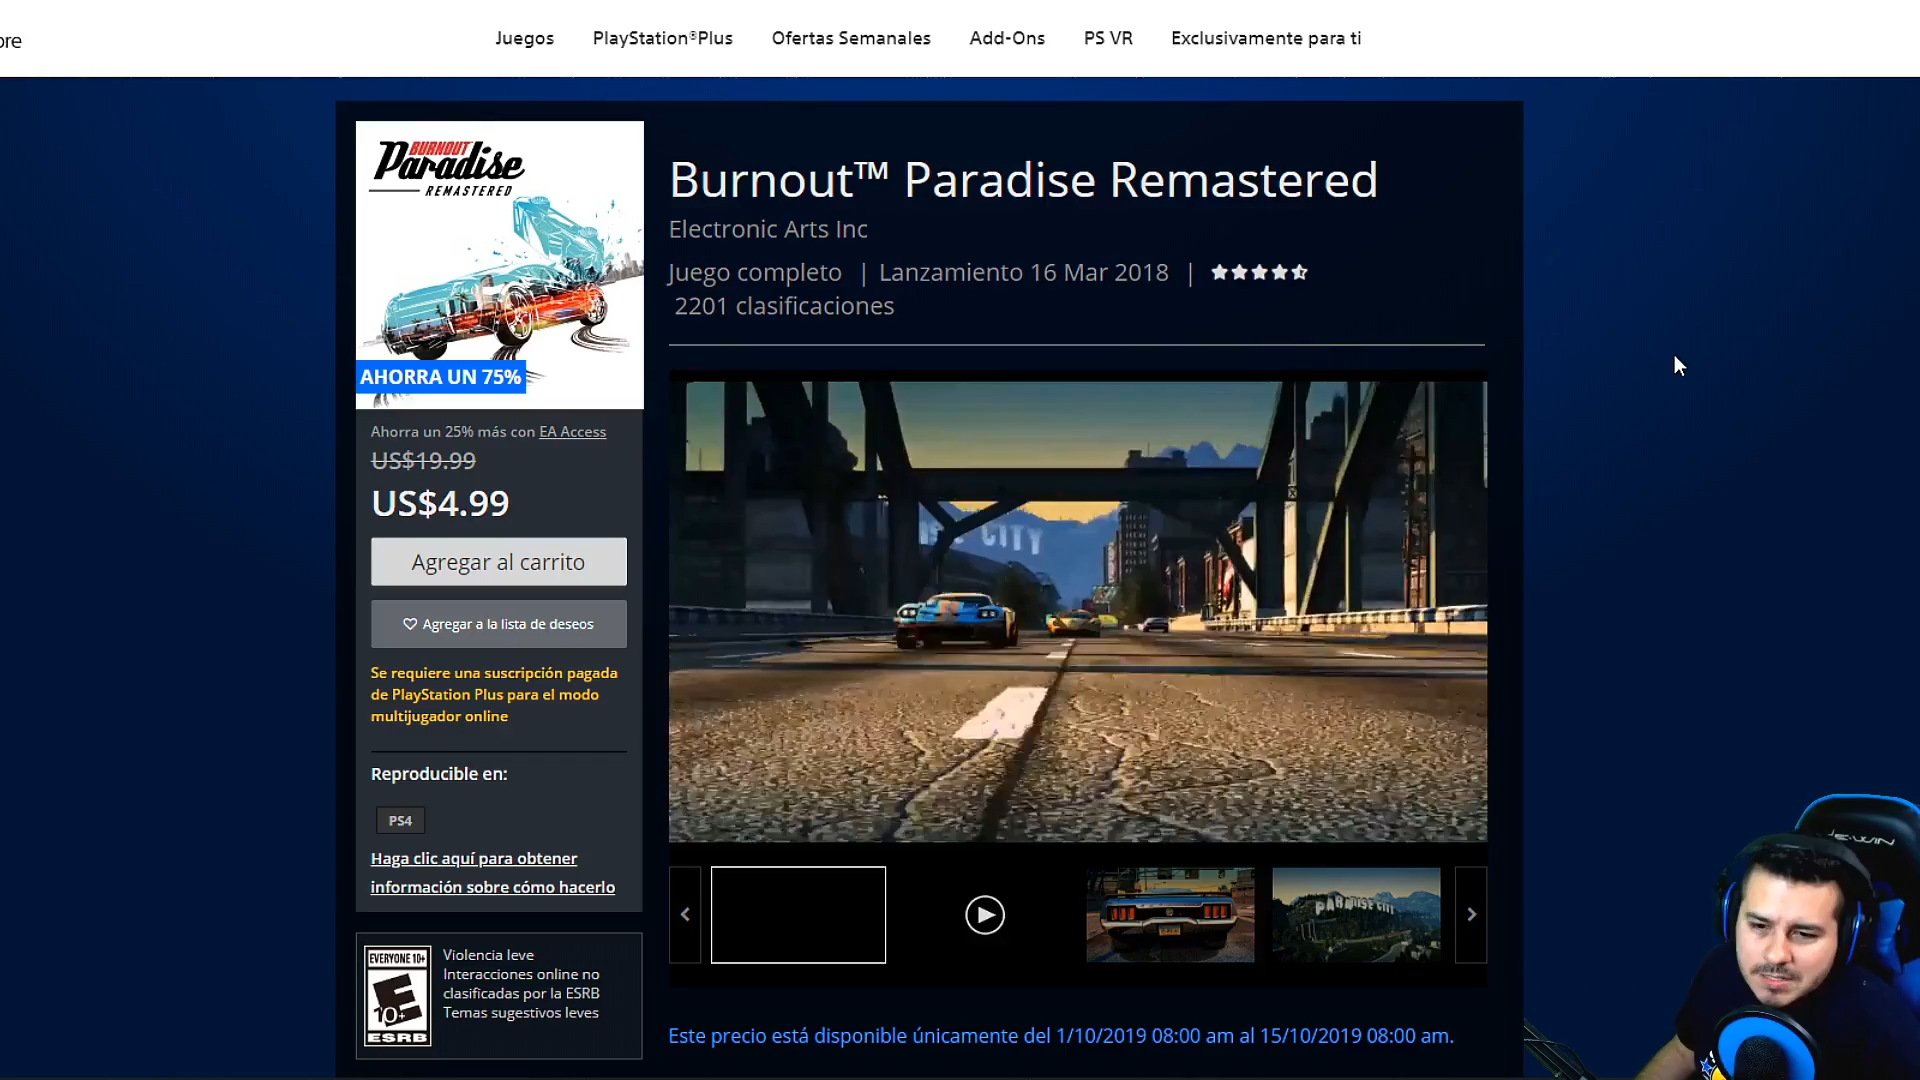 ore
Juegos
PlayStation®Plus
Ofertas Semanales
Add-Ons
PS VR
Exclusivamente para ti
BURNOUT
Paradise
REMASTERED
AHORRA UN 75%
Ahorra un 25% más con EA Access
US$19.99
US$4.99
Agregar al carrito
Agregar a la lista de deseos
Se requiere una suscripción pagada
de PlayStation Plus para el modo
multijugador online
Reproducible en:
PS4
Haga clic aquí para obtener
información sobre cómo hacerlo
EVERYONE 10+
E
10+
ESRB
Violencia leve
Interacciones online no
clasificadas por la ESRB
Temas sugestivos leves
Burnout™ Paradise Remastered
Electronic Arts Inc
Juego completo | Lanzamiento 16 Mar 2018 |
2201 clasificaciones
CITY
PARADISE CITY
Este precio está disponible únicamente del 1/10/2019 08:00 am al 15/10/2019 08:00 am.